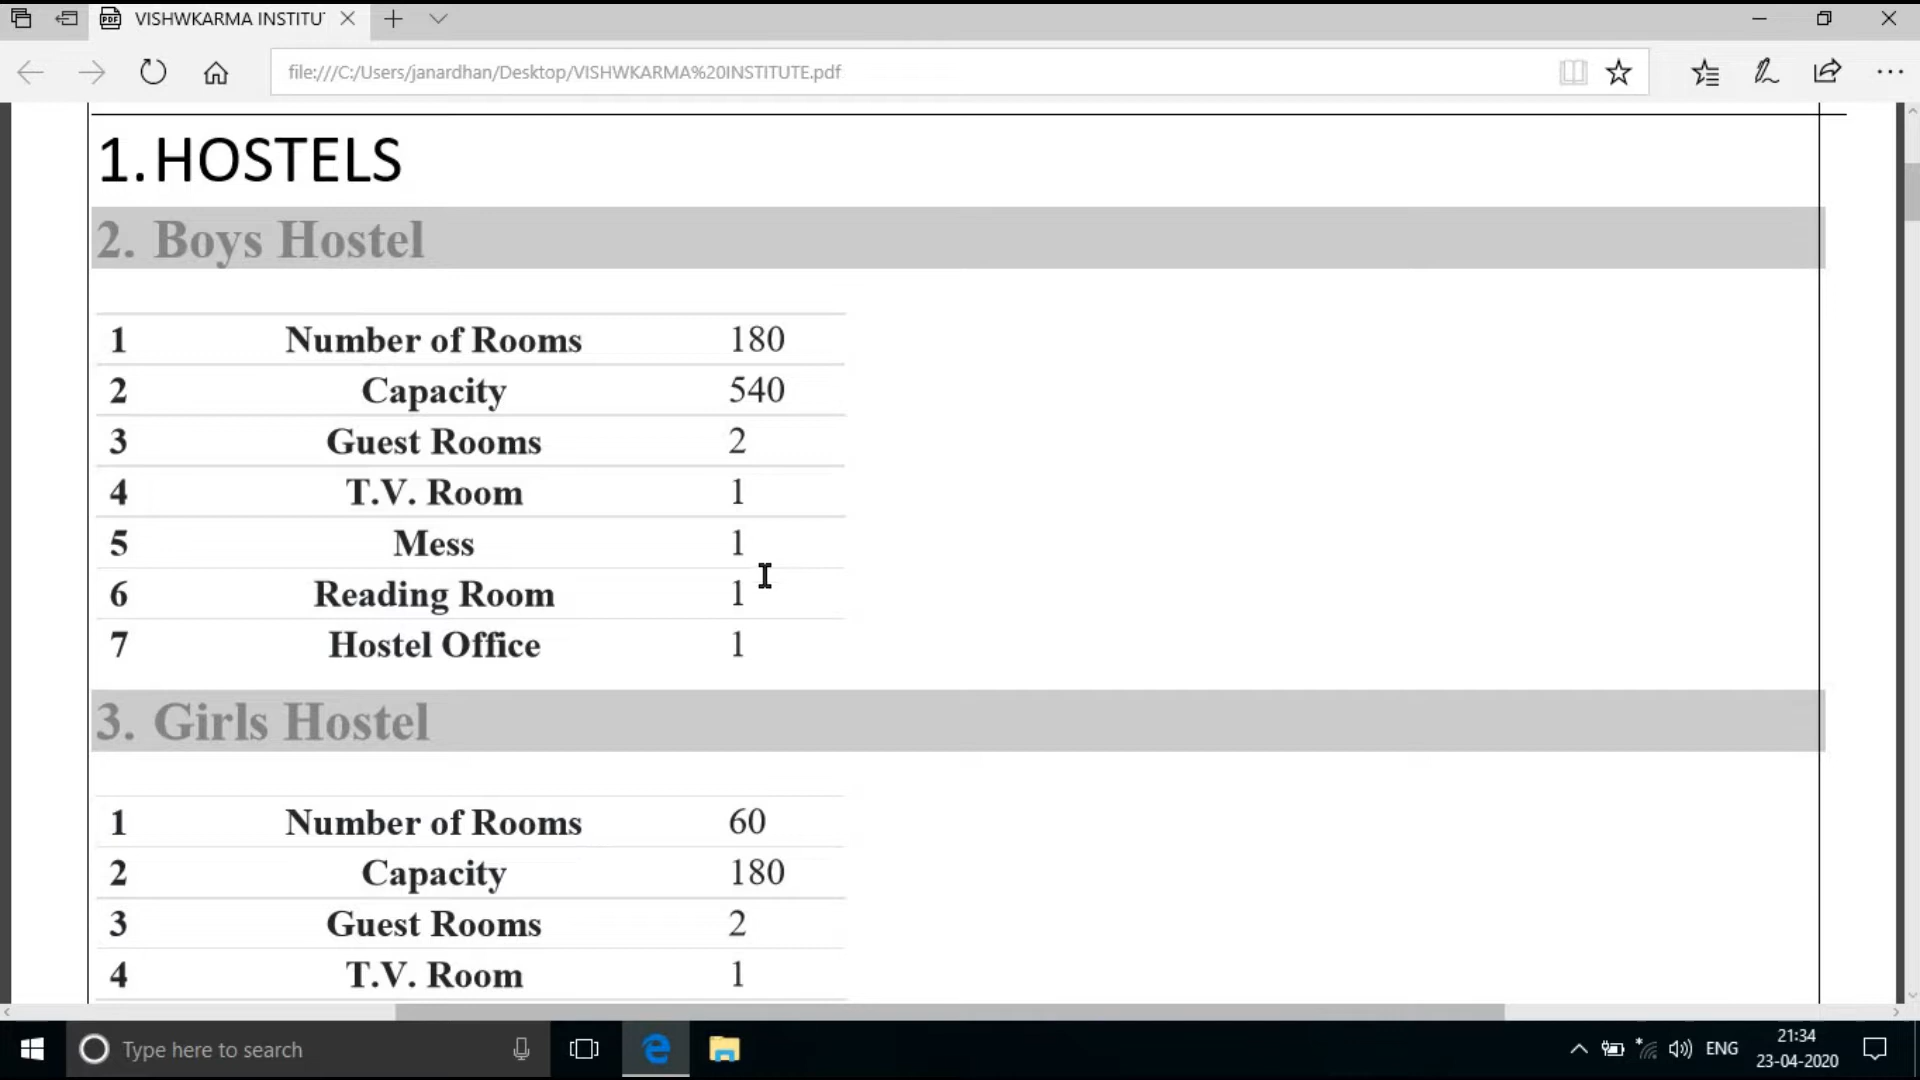 VISHWKARMA INSTITU
file:///C:/Users/janardhan/Desktop/VISHWKARMA%20INSTITUTE.pdf
1. HOSTELS
2. Boys Hostel
1 Number of Rooms 180
2 Capacity 540
3 Guest Rooms 2
4 T.V. Room 1
5 Mess 1
6 Reading Room 1
7 Hostel Office 1
3. Girls Hostel
1 Number of Rooms 60
2 Capacity 180
3 Guest Rooms 2
4 T.V. Room 1
Type here to search
ENG
21:34
23-04-2020